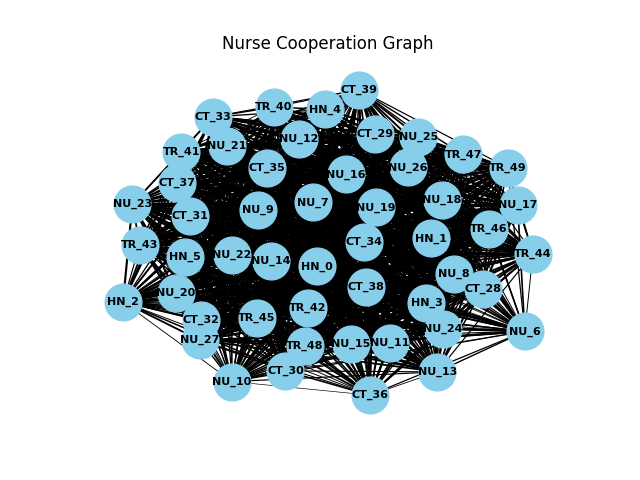 Nurse Cooperation Graph
CT_39
TR_40
HN_4
CT_33
CT_29
NU_25
NU_12
NU_21
TR_41
TR_47
CT_35
NU_26
TR_49
NU_16
CT_37
NU_18
NU_7
NU_23
NU_17
NU_19
NU_9
CT_31
TR_46
HN_1
CT_34
TR_43
TR_44
NU_22
HN_5
NU_14
HN_0
NU_8
CT_38
CT_28
NU_20
HN_2
HN_3
TR_42
TR_45
CT_32
NU_24
NU_6
NU_27
NU_11
NU_15
TR_48
CT_30
NU_13
NU_10
CT_36